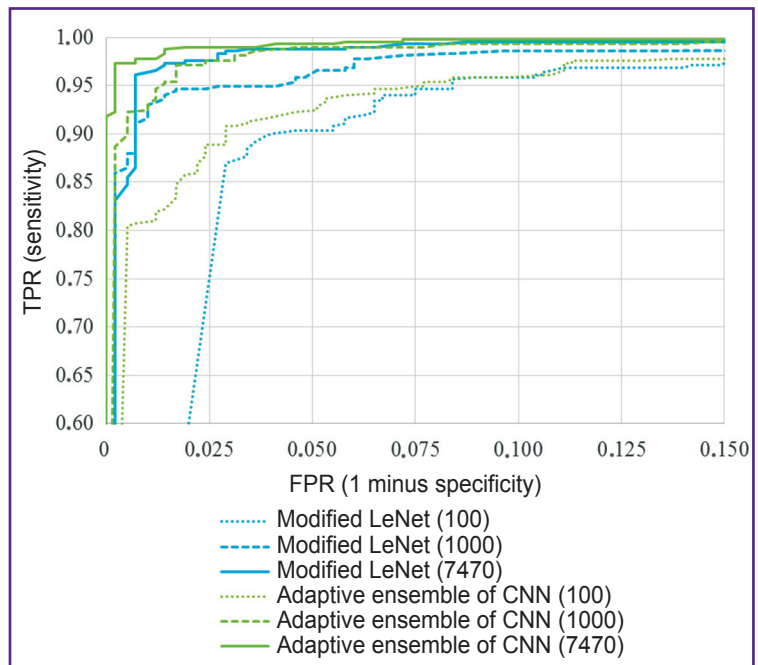 1.00
0.95
0.90
0.85
0.80
0.75
0.70
0.65
0.60
TPR (sensitivity)
0 0.025 0.050 0.075 0.100 0.125 0.150
FPR (1 minus specificity)
Modified LeNet (100)
Modified LeNet (1000)
Modified LeNet (7470)
Adaptive ensemble of CNN (100)
Adaptive ensemble of CNN (1000)
Adaptive ensemble of CNN (7470)